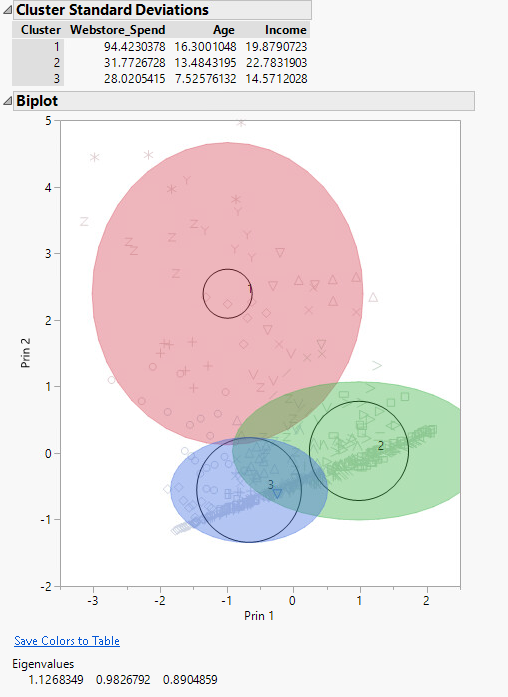 Cluster Standard Deviations
Cluster Webstore_Spend Age Income
1 94.4230378 16.3001048 19.8790723
2 31.7726728 13.4843195 22.7831903
3 28.0205415 7.52576132 14.5712028
Biplot
5
4
3
1
2
Prin 2
1
2
0
3
-1
-2
-3 -2 -1 0 1 2
Prin 1
Save Colors to Table
Eigenvalues
1.1268349 0.9826792 0.8904859